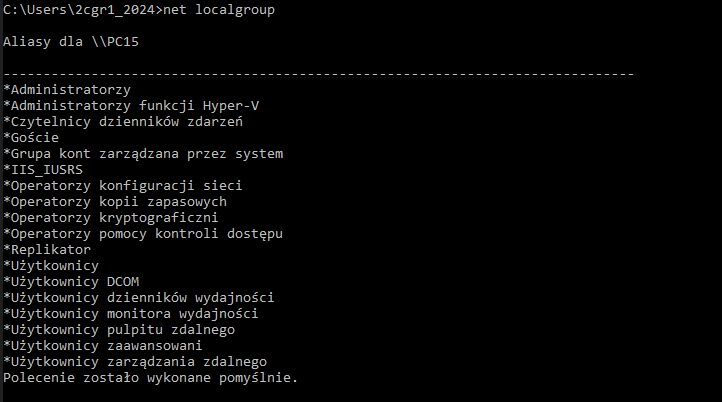 C:\Users\2cgr1_2024>net localgroup
Aliasy dla \\PC15
-------------------------------------------------------------------------------
*Administratorzy
*Administratorzy funkcji Hyper-V
*Czytelnicy dzienników zdarzeń
*Goście
*Grupa kont zarządzana przez system
*IIS_IUSRS
*Operatorzy konfiguracji sieci
*Operatorzy kopii zapasowych
*Operatorzy kryptograficzni
*Operatorzy pomocy kontroli dostępu
*Replikator
*Użytkownicy
*Użytkownicy DCOM
*Użytkownicy dzienników wydajności
*Użytkownicy monitora wydajności
*Użytkownicy pulpitu zdalnego
*Użytkownicy zaawansowani
*Użytkownicy zarządzania zdalnego
Polecenie zostało wykonane pomyślnie.